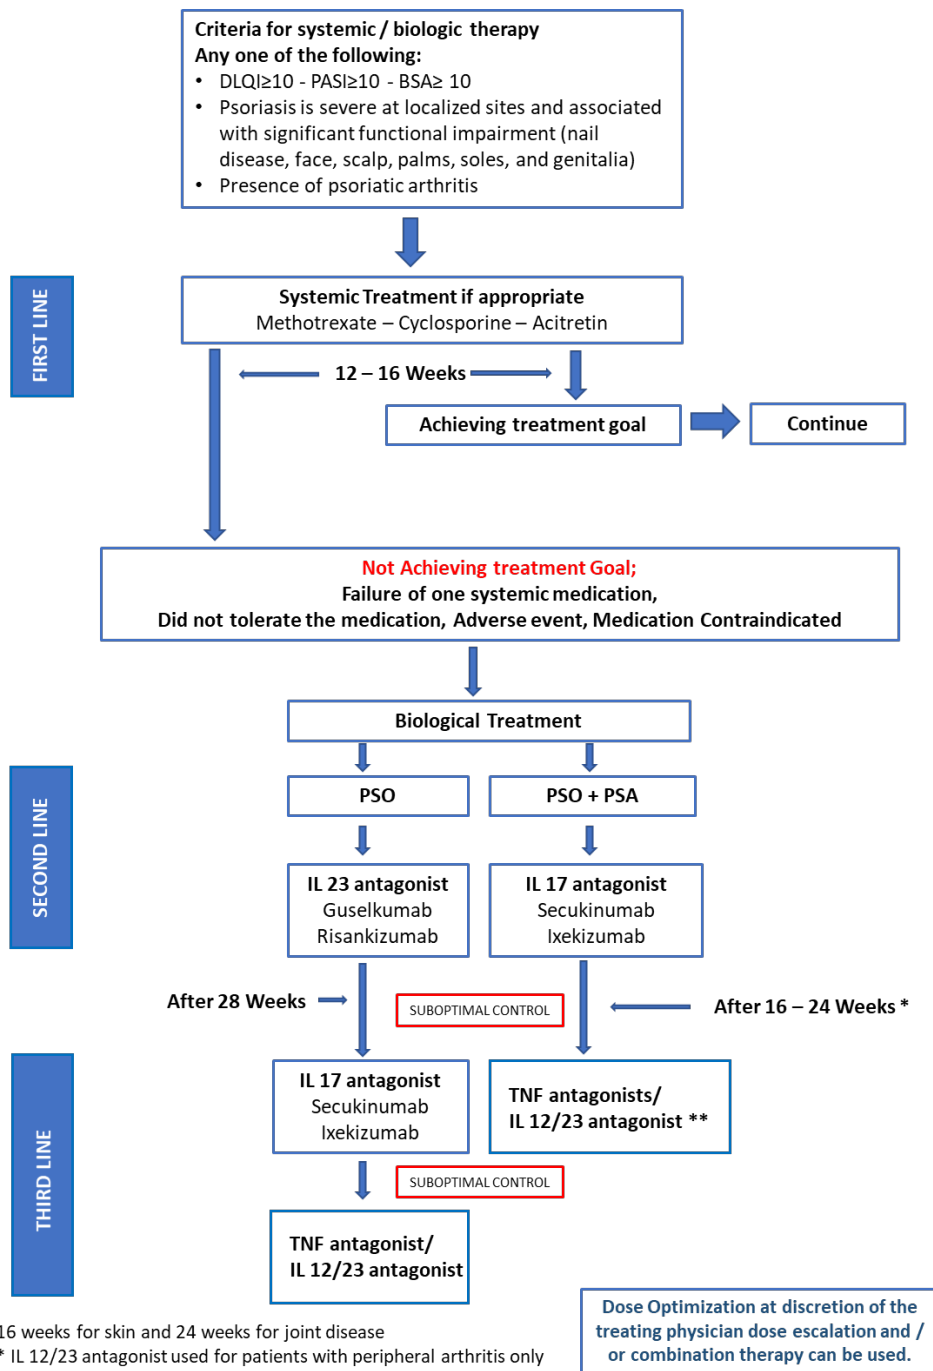 Criteria for systemic / biologic therapy
Any one of the following:
• DLQI≥10 - PASI≥10 - BSA≥ 10
• Psoriasis is severe at localized sites and associated
with significant functional impairment (nail
disease, face, scalp, palms, soles, and genitalia)
• Presence of psoriatic arthritis
FIRST LINE
Systemic Treatment if appropriate
Methotrexate – Cyclosporine – Acitretin
12 – 16 Weeks
Achieving treatment goal
Continue
Not Achieving treatment Goal;
Failure of one systemic medication,
Did not tolerate the medication, Adverse event, Medication Contraindicated
Biological Treatment
SECOND LINE
PSO
PSO + PSA
IL 23 antagonist
Guselkumab
Risankizumab
IL 17 antagonist
Secukinumab
Ixekizumab
After 28 Weeks
SUBOPTIMAL CONTROL
After 16 – 24 Weeks *
THIRD LINE
IL 17 antagonist
Secukinumab
Ixekizumab
TNF antagonists/
IL 12/23 antagonist **
SUBOPTIMAL CONTROL
TNF antagonist/
IL 12/23 antagonist
16 weeks for skin and 24 weeks for joint disease
* IL 12/23 antagonist used for patients with peripheral arthritis only
Dose Optimization at discretion of the
treating physician dose escalation and /
or combination therapy can be used.